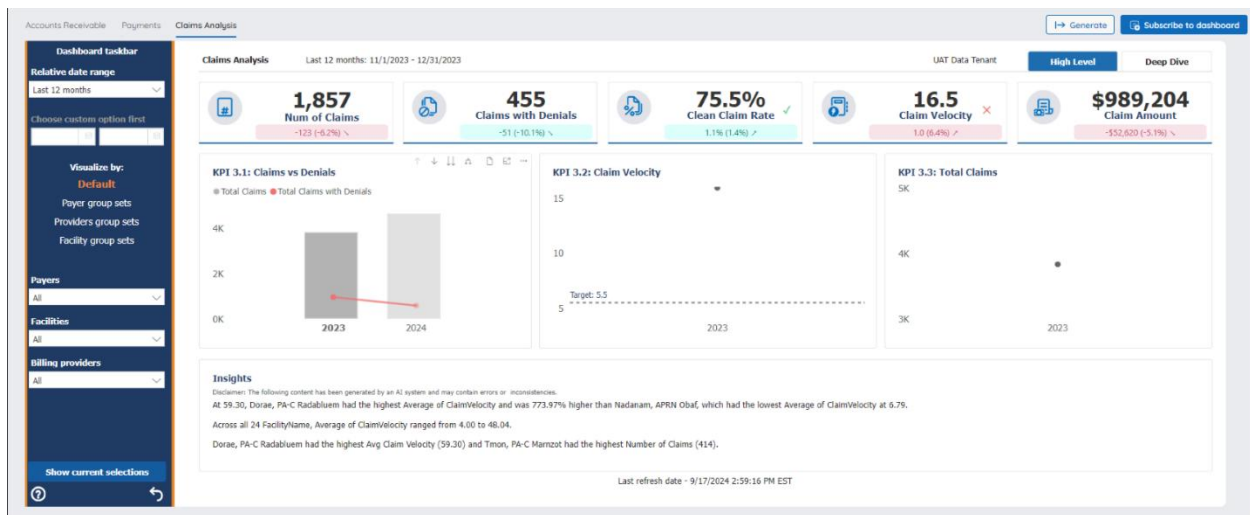 Accounts Receivable Payments Claims Analysis
Generate Subscribe to dashboard
Dashboard taskbar
Relative date range
Last 12 months
Choose custom option first
Visualize by:
Default
Payer group sets
Providers group sets
Facility group sets
Payers
All
Facilities
All
Billing providers
All
Show current selections
Claims Analysis Last 12 months: 11/1/2023 - 12/31/2023 UAT Data Tenant High Level Deep Dive
1,857
Num of Claims
-123 (-6.2%)
455
Claims with Denials
-51 (-10.1%)
75.5%
Clean Claim Rate
1.1% (1.4%)
16.5
Claim Velocity
1.0 (6.4%)
$989,204
Claim Amount
-$52,620 (-5.1%)
KPI 3.1: Claims vs Denials
Total Claims Total Claims with Denials
4K
2K
0K
2023 2024
KPI 3.2: Claim Velocity
15
10
Target: 5.5
5
2023
KPI 3.3: Total Claims
5K
4K
3K
2023
Insights
Disclaimer: The following content has been generated by an AI system and may contain errors or inconsistencies.
At 59.30, Dorae, PA-C Radabluem had the highest Average of ClaimVelocity and was 773.97% higher than Nadanam, APRN Obaf, which had the lowest Average of ClaimVelocity at 6.79.
Across all 24 FacilityName, Average of ClaimVelocity ranged from 4.00 to 48.04.
Dorae, PA-C Radabluem had the highest Avg Claim Velocity (59.30) and Tmon, PA-C Marnzot had the highest Number of Claims (414).
Last refresh date - 9/17/2024 2:59:16 PM EST